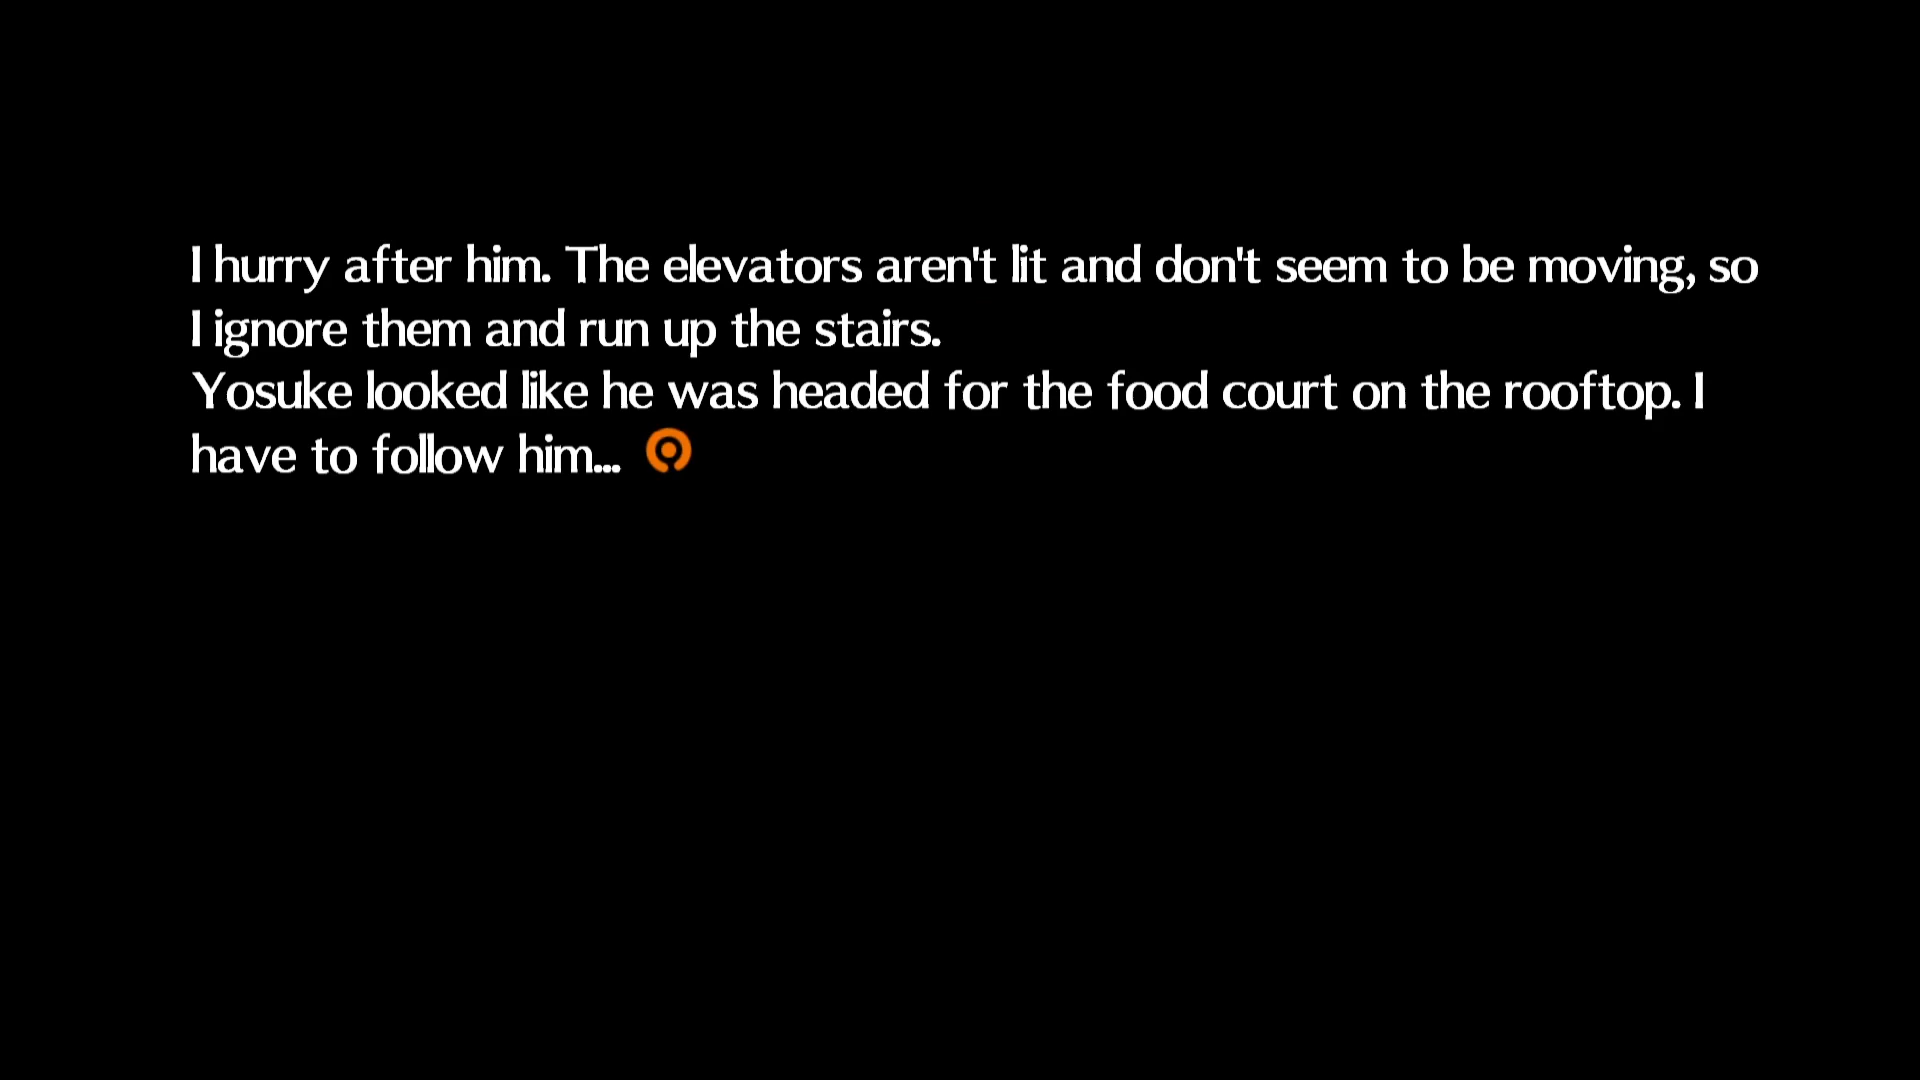 I hurry after him. The elevators aren't lit and don't seem to be moving, so
I ignore them and run up the stairs.
Yosuke looked like he was headed for the food court on the rooftop. I
have to follow him...